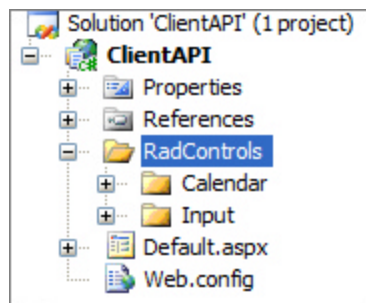 Solution 'ClientAPI' (1 project)
ClientAPI
Properties
References
RadControls
Calendar
Input
Default.aspx
Web.config